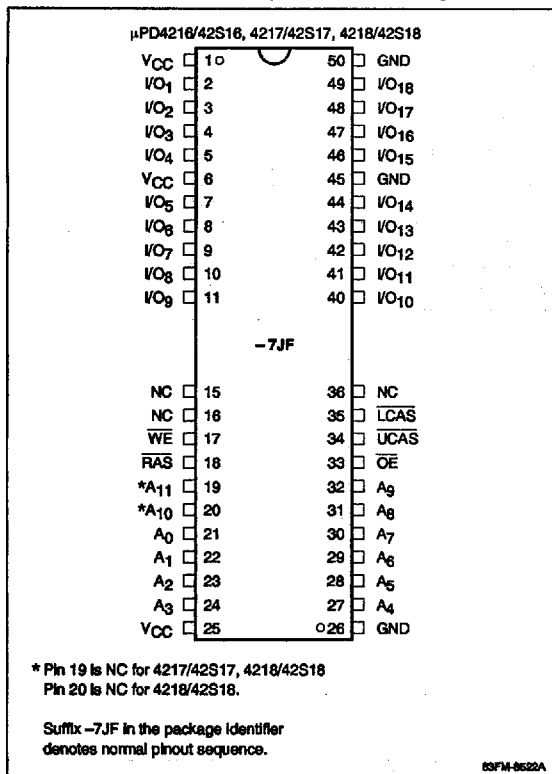 μPD4216/42S16, 4217/42S17, 4218/42S18
VCC 1 50 GND
I/O1 2 49 I/O18
I/O2 3 48 I/O17
I/O3 4 47 I/O16
I/O4 5 46 I/O15
VCC 6 45 GND
I/O5 7 44 I/O14
I/O6 8 43 I/O13
I/O7 9 42 I/O12
I/O8 10 41 I/O11
I/O9 11 40 I/O10
–7JF
NC 15 36 NC
NC 16 35 L̅C̅A̅S̅
W̅E̅ 17 34 U̅C̅A̅S̅
R̅A̅S̅ 18 33 O̅E̅
*A11 19 32 A9
*A10 20 31 A8
A0 21 30 A7
A1 22 29 A6
A2 23 28 A5
A3 24 27 A4
VCC 25 26 GND
* Pin 19 is NC for 4217/42S17, 4218/42S18
Pin 20 is NC for 4218/42S18.
Suffix –7JF in the package identifier
denotes normal pinout sequence.
83FM-8522A